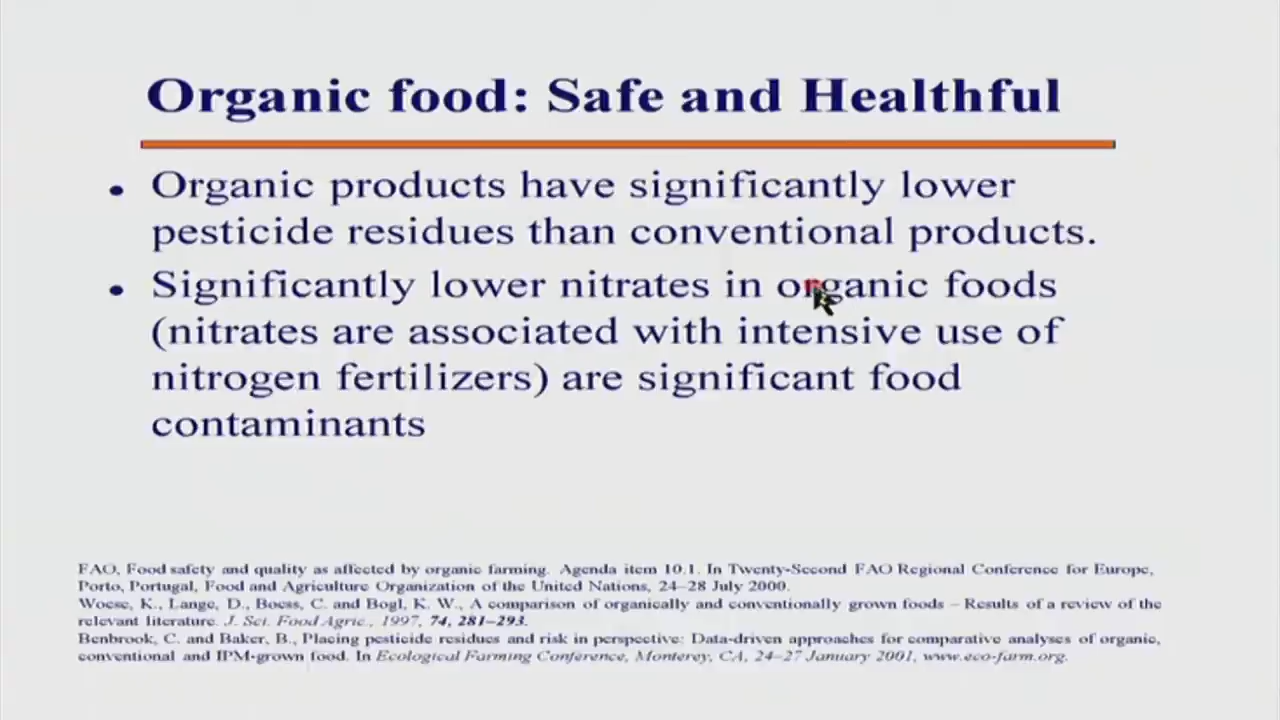 Organic food: Safe and Healthful
• Organic products have significantly lower
pesticide residues than conventional products.
• Significantly lower nitrates in organic foods
(nitrates are associated with intensive use of
nitrogen fertilizers) are significant food
contaminants
FAO, Food safety and quality as affected by organic farming. Agenda item 10.1. In Twenty-Second FAO Regional Conference for Europe,
Porto, Portugal, Food and Agriculture Organization of the United Nations, 24–28 July 2000.
Woese, K., Lange, D., Boess, C. and Bogl, K. W., A comparison of organically and conventionally grown foods – Results of a review of the
relevant literature. J. Sci. Food Agric., 1997, 74, 281–293.
Benbrook, C. and Baker, B., Placing pesticide residues and risk in perspective: Data-driven approaches for comparative analyses of organic,
conventional and IPM-grown food. In Ecological Farming Conference, Monterey, CA, 24–27 January 2001, www.eco-farm.org.